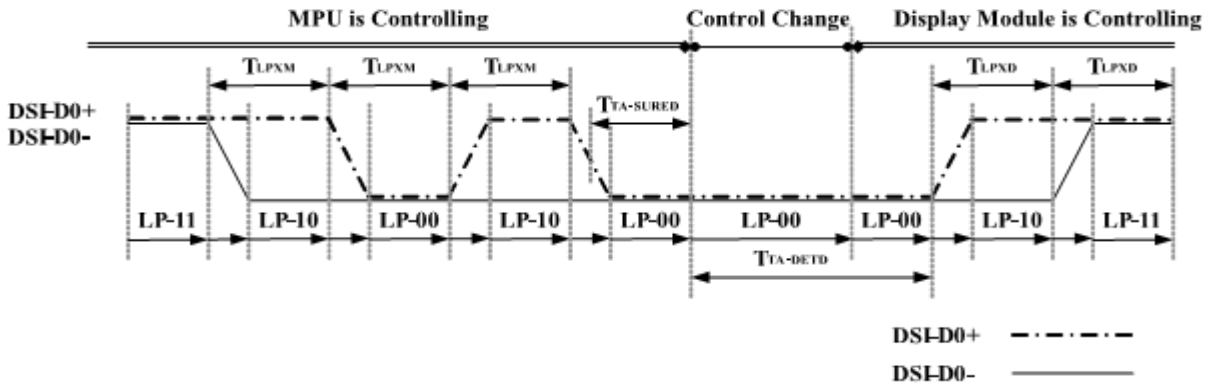 MPU is Controlling Control Change Display Module is Controlling
TLPXM TLPXM TLPXM TLPXD TLPXD
DSI-D0+
DSI-D0-
TTA-SURED
LP-11 LP-10 LP-00 LP-10 LP-00 LP-00 LP-00 LP-10 LP-11
TTA-DETD
DSI-D0+
DSI-D0-